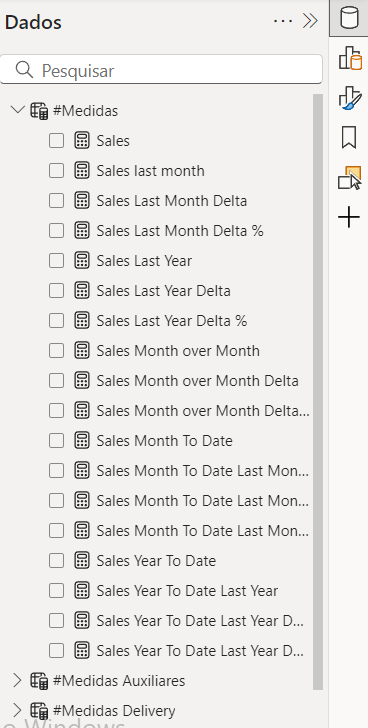 Dados
Pesquisar
#Medidas
Sales
Sales last month
Sales Last Month Delta
Sales Last Month Delta %
Sales Last Year
Sales Last Year Delta
Sales Last Year Delta %
Sales Month over Month
Sales Month over Month Delta
Sales Month over Month Delta...
Sales Month To Date
Sales Month To Date Last Mon...
Sales Month To Date Last Mon...
Sales Month To Date Last Mon...
Sales Year To Date
Sales Year To Date Last Year
Sales Year To Date Last Year D...
Sales Year To Date Last Year D...
#Medidas Auxiliares
#Medidas Delivery
o Windows